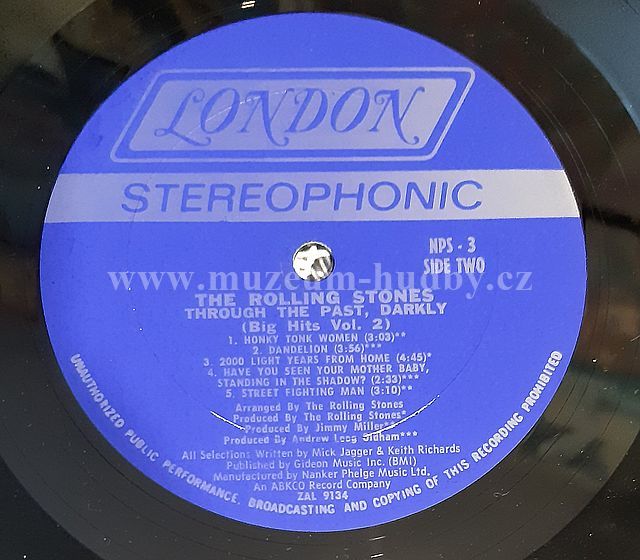 LONDON
STEREOPHONIC
NPS - 3
SIDE TWO
www.muzeum-hudby.cz
THE ROLLING STONES
THROUGH THE PAST, DARKLY
(Big Hits Vol. 2)
1. HONKY TONK WOMEN (3:03)**
2. DANDELION (3:56)***
3. 2000 LIGHT YEARS FROM HOME (4:45)*
4. HAVE YOU SEEN YOUR MOTHER BABY,
STANDING IN THE SHADOW? (2:33)***
5. STREET FIGHTING MAN (3:10)**
Arranged By The Rolling Stones
Produced By The Rolling Stones*
Produced By Jimmy Miller**
Produced By Andrew Loog Oldham***
All Selections Written by Mick Jagger & Keith Richards
Published by Gideon Music Inc. (BMI)
Manufactured by Nanker Phelge Music Ltd.
An ABKCO Record Company
ZAL 9134
UNAUTHORIZED PUBLIC PERFORMANCE, BROADCASTING AND COPYING OF THIS RECORDING PROHIBITED